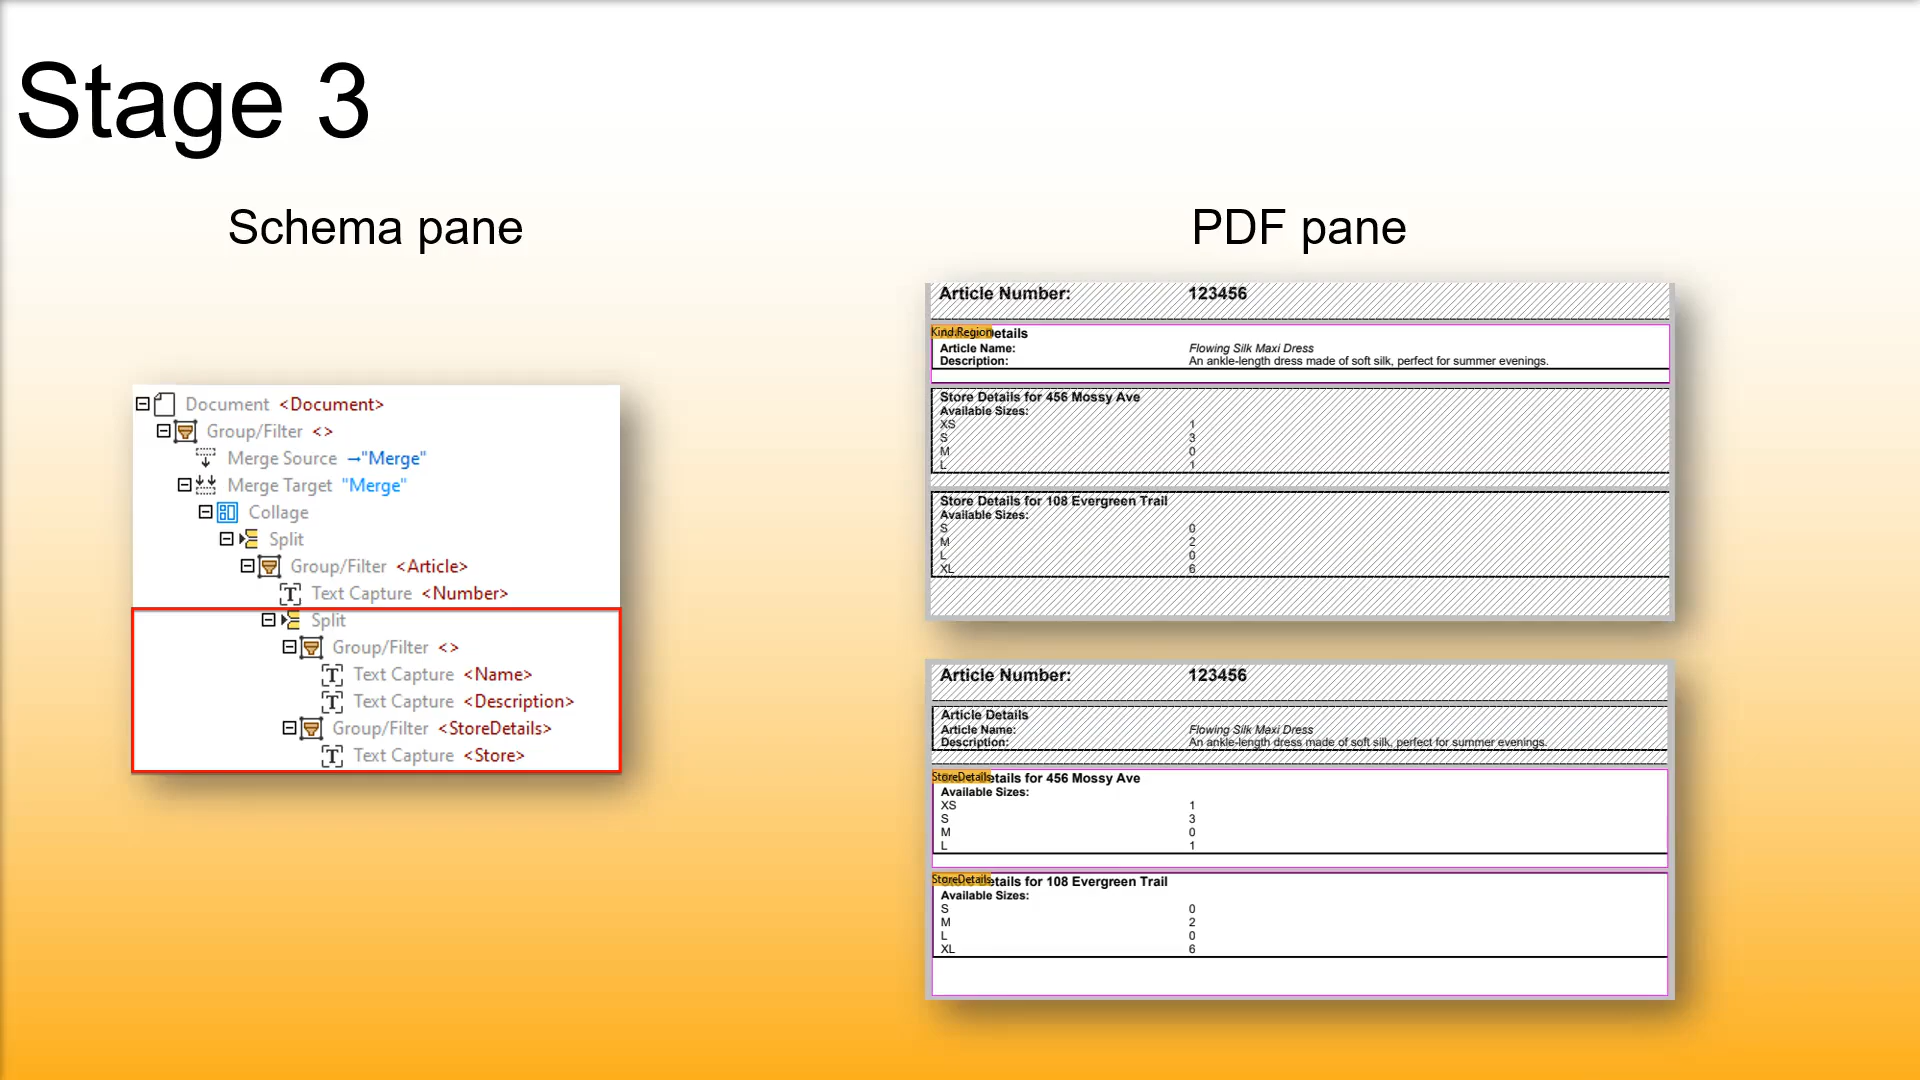 Stage 3
Schema pane
Document <Document>
Group/Filter <>
Merge Source →"Merge"
Merge Target "Merge"
Collage
Split
Group/Filter <Article>
Text Capture <Number>
Split
Group/Filter <>
Text Capture <Name>
Text Capture <Description>
Group/Filter <StoreDetails>
Text Capture <Store>
PDF pane
Article Number: 123456
Kind:Region etails
Article Name: Flowing Silk Maxi Dress
Description: An ankle-length dress made of soft silk, perfect for summer evenings.
Store Details for 456 Mossy Ave
Available Sizes:
XS 1
S 3
M 0
L 1
Store Details for 108 Evergreen Trail
Available Sizes:
S 0
M 2
L 0
XL 6
Article Number: 123456
Article Details
Article Name: Flowing Silk Maxi Dress
Description: An ankle-length dress made of soft silk, perfect for summer evenings.
StoreDetails etails for 456 Mossy Ave
Available Sizes:
XS 1
S 3
M 0
L 1
StoreDetails etails for 108 Evergreen Trail
Available Sizes:
S 0
M 2
L 0
XL 6